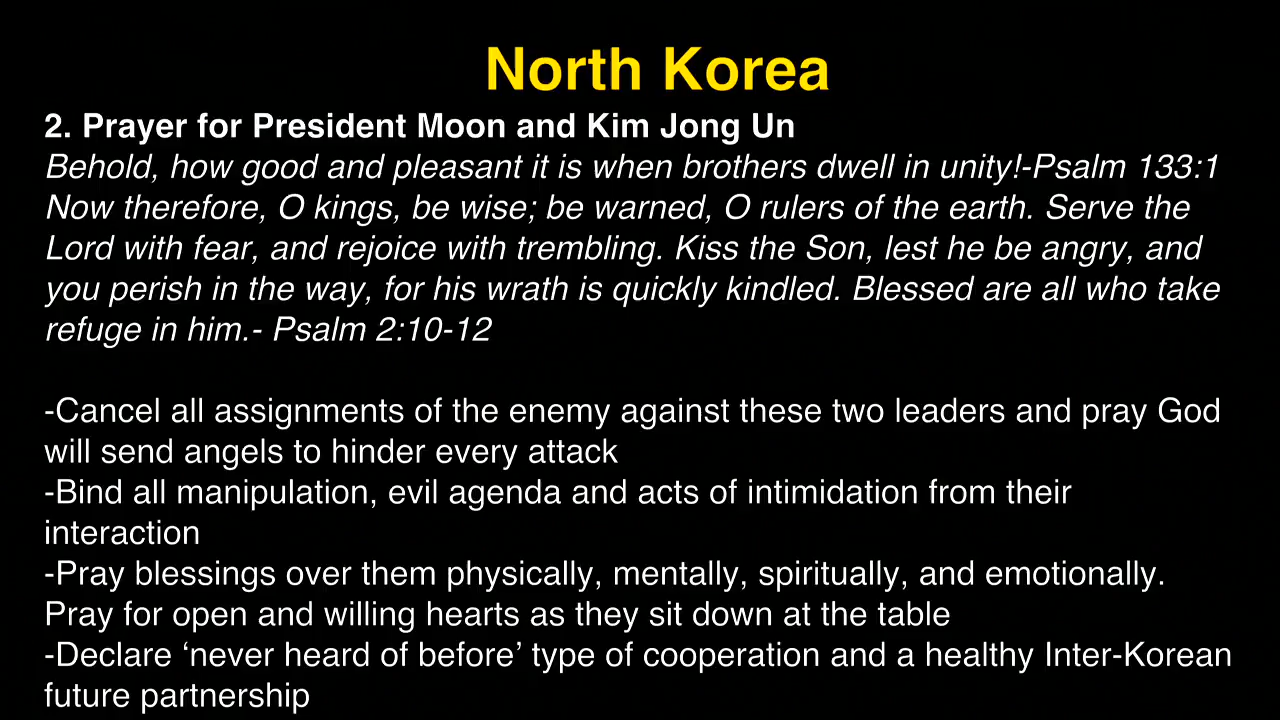 North Korea
2. Prayer for President Moon and Kim Jong Un
Behold, how good and pleasant it is when brothers dwell in unity!-Psalm 133:1
Now therefore, O kings, be wise; be warned, O rulers of the earth. Serve the
Lord with fear, and rejoice with trembling. Kiss the Son, lest he be angry, and
you perish in the way, for his wrath is quickly kindled. Blessed are all who take
refuge in him.- Psalm 2:10-12
-Cancel all assignments of the enemy against these two leaders and pray God
will send angels to hinder every attack
-Bind all manipulation, evil agenda and acts of intimidation from their
interaction
-Pray blessings over them physically, mentally, spiritually, and emotionally.
Pray for open and willing hearts as they sit down at the table
-Declare ‘never heard of before’ type of cooperation and a healthy Inter-Korean
future partnership